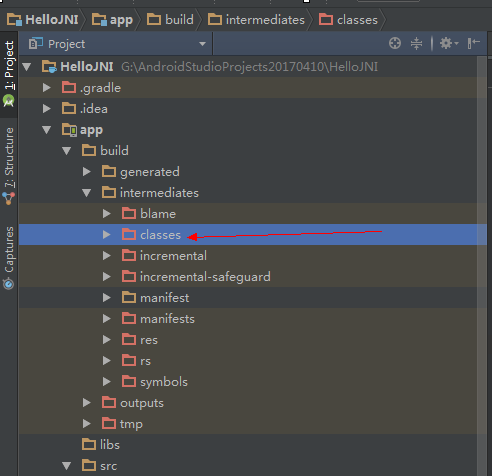 HelloJNI app build intermediates classes
Project
HelloJNI G:\AndroidStudioProjects20170410\HelloJNI
.gradle
.idea
app
build
generated
intermediates
blame
classes
incremental
incremental-safeguard
manifest
manifests
res
rs
symbols
outputs
tmp
libs
src
1: Project
7: Structure
Captures